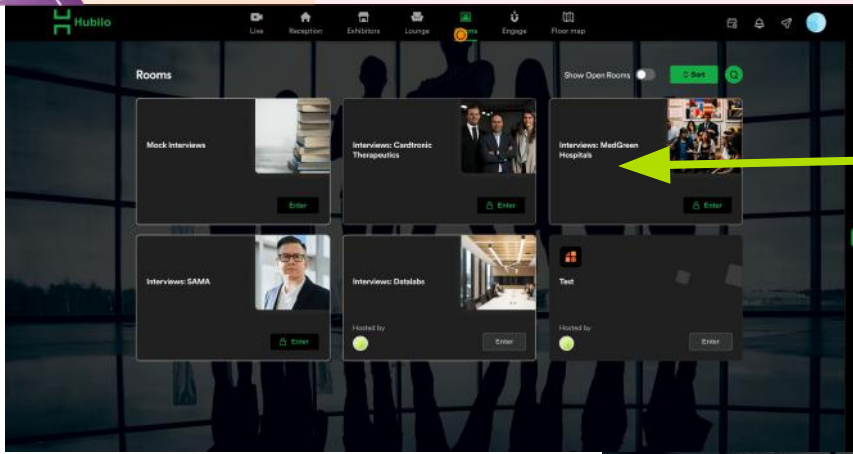 Hubilo
Live
Reception
Exhibitors
Lounge
Engage
Floor map
Rooms
Show Open Rooms
Sort
Mock Interviews
Enter
Interviews: Cardtronic
Therapeutics
Enter
Interviews: MedGreen
Hospitals
Enter
Interviews: SAMA
Enter
Interviews: Datalabs
Hosted by
Enter
Test
Hosted by
Enter